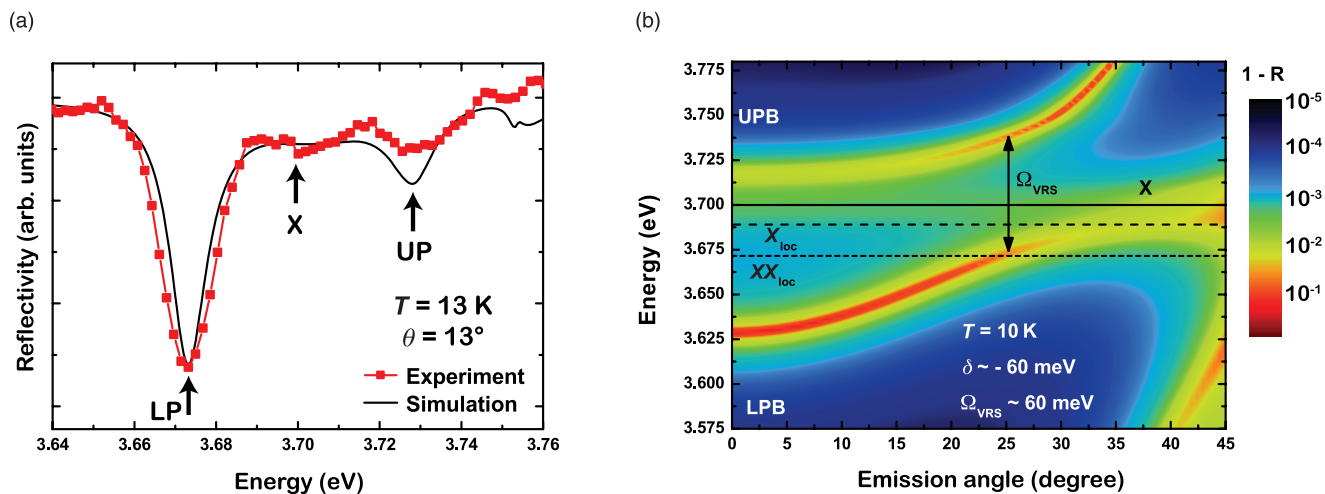 (a)
Reflectivity (arb. units)
LP
X
UP
T = 13 K
θ = 13°
Experiment
Simulation
3.64 3.66 3.68 3.70 3.72 3.74 3.76
Energy (eV)
(b)
Energy (eV)
3.775
3.750
3.725
3.700
3.675
3.650
3.625
3.600
3.575
UPB
Ω_VRS
X
X_loc
XX_loc
T = 10 K
δ ~ - 60 meV
Ω_VRS ~ 60 meV
LPB
0 5 10 15 20 25 30 35 40 45
Emission angle (degree)
1 - R
10^-5
10^-4
10^-3
10^-2
10^-1